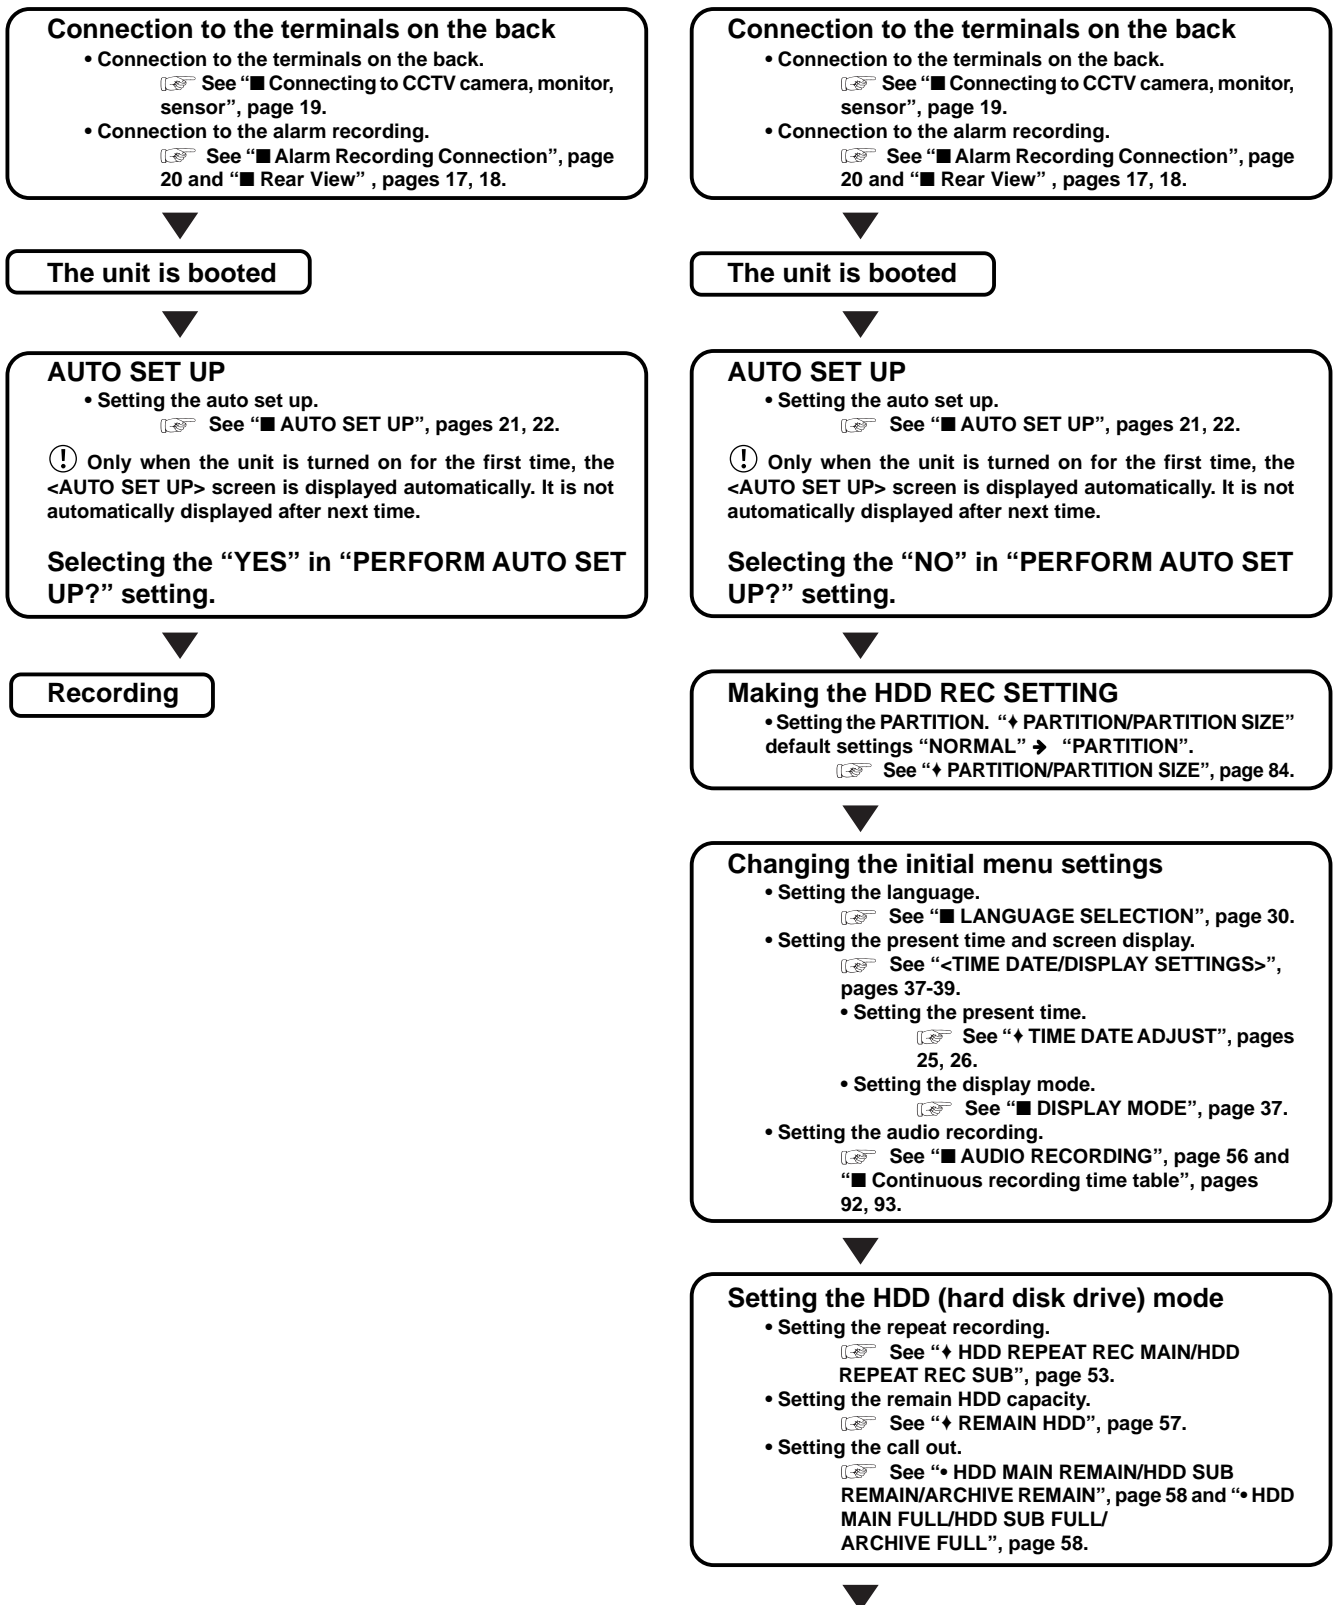 Connection to the terminals on the back
• Connection to the terminals on the back.
See “■ Connecting to CCTV camera, monitor,
sensor”, page 19.
• Connection to the alarm recording.
See “■ Alarm Recording Connection”, page
20 and “■ Rear View” , pages 17, 18.
The unit is booted
AUTO SET UP
• Setting the auto set up.
See “■ AUTO SET UP”, pages 21, 22.
Only when the unit is turned on for the first time, the
<AUTO SET UP> screen is displayed automatically. It is not
automatically displayed after next time.
Selecting the “YES” in “PERFORM AUTO SET
UP?” setting.
Recording
Connection to the terminals on the back
• Connection to the terminals on the back.
See “■ Connecting to CCTV camera, monitor,
sensor”, page 19.
• Connection to the alarm recording.
See “■ Alarm Recording Connection”, page
20 and “■ Rear View” , pages 17, 18.
The unit is booted
AUTO SET UP
• Setting the auto set up.
See “■ AUTO SET UP”, pages 21, 22.
Only when the unit is turned on for the first time, the
<AUTO SET UP> screen is displayed automatically. It is not
automatically displayed after next time.
Selecting the “NO” in “PERFORM AUTO SET
UP?” setting.
Making the HDD REC SETTING
• Setting the PARTITION. “♦ PARTITION/PARTITION SIZE”
default settings “NORMAL” ➔ “PARTITION”.
See “♦ PARTITION/PARTITION SIZE”, page 84.
Changing the initial menu settings
• Setting the language.
See “■ LANGUAGE SELECTION”, page 30.
• Setting the present time and screen display.
See “<TIME DATE/DISPLAY SETTINGS>”,
pages 37-39.
• Setting the present time.
See “♦ TIME DATE ADJUST”, pages
25, 26.
• Setting the display mode.
See “■ DISPLAY MODE”, page 37.
• Setting the audio recording.
See “■ AUDIO RECORDING”, page 56 and
“■ Continuous recording time table”, pages
92, 93.
Setting the HDD (hard disk drive) mode
• Setting the repeat recording.
See “♦ HDD REPEAT REC MAIN/HDD
REPEAT REC SUB”, page 53.
• Setting the remain HDD capacity.
See “♦ REMAIN HDD”, page 57.
• Setting the call out.
See “• HDD MAIN REMAIN/HDD SUB
REMAIN/ARCHIVE REMAIN”, page 58 and “• HDD
MAIN FULL/HDD SUB FULL/
ARCHIVE FULL”, page 58.